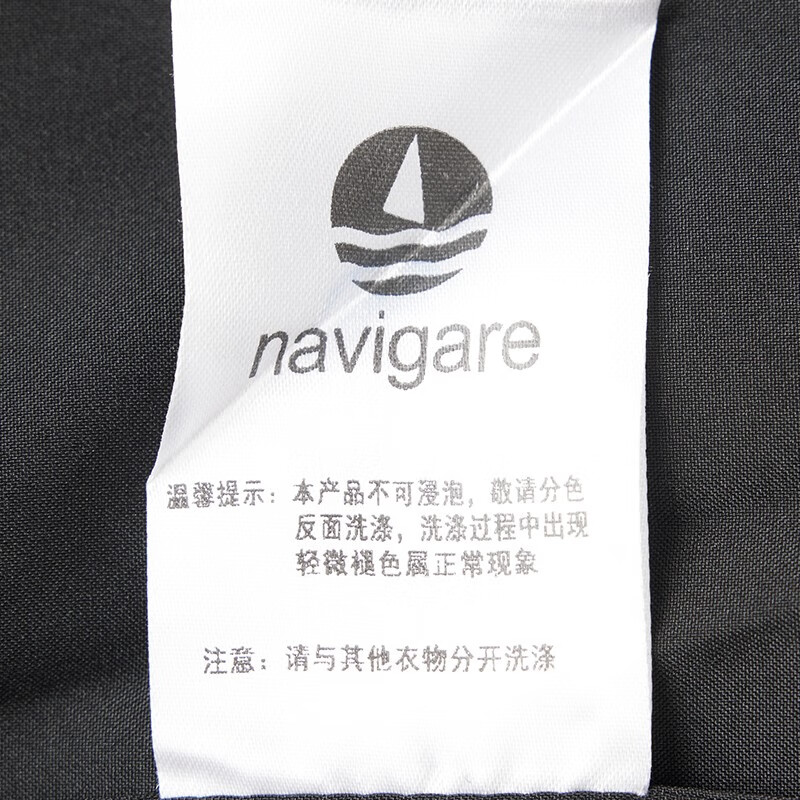 navigare
温馨提示：本产品不可浸泡，敬请分色
反面洗涤，洗涤过程中出现
轻微褪色属正常现象
注意：请与其他衣物分开洗涤